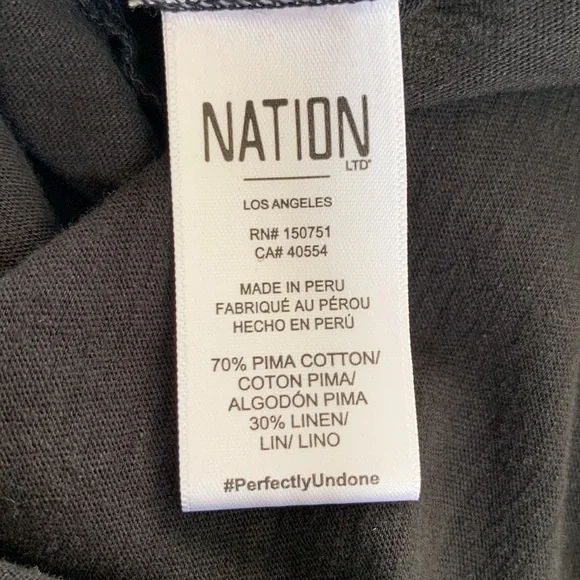 NATION
LTD®
LOS ANGELES
RN# 150751
CA# 40554
MADE IN PERU
FABRIQUÉ AU PÉROU
HECHO EN PERÚ
70% PIMA COTTON/
COTON PIMA/
ALGODÓN PIMA
30% LINEN/
LIN/ LINO
#PerfectlyUndone